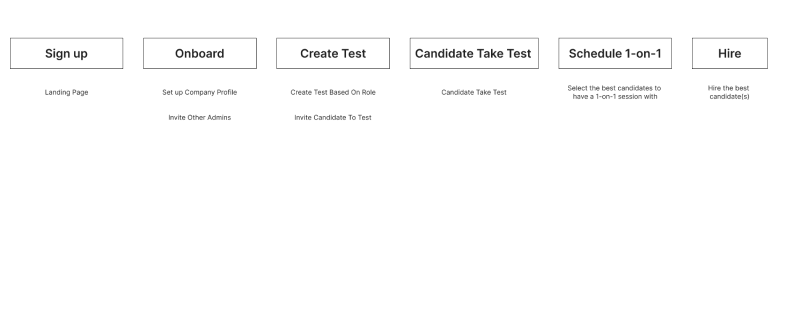 Sign up
Onboard
Create Test
Candidate Take Test
Schedule 1-on-1
Hire
Landing Page
Set up Company Profile
Create Test Based On Role
Candidate Take Test
Select the best candidates to
have a 1-on-1 session with
Hire the best
candidate(s)
Invite Other Admins
Invite Candidate To Test